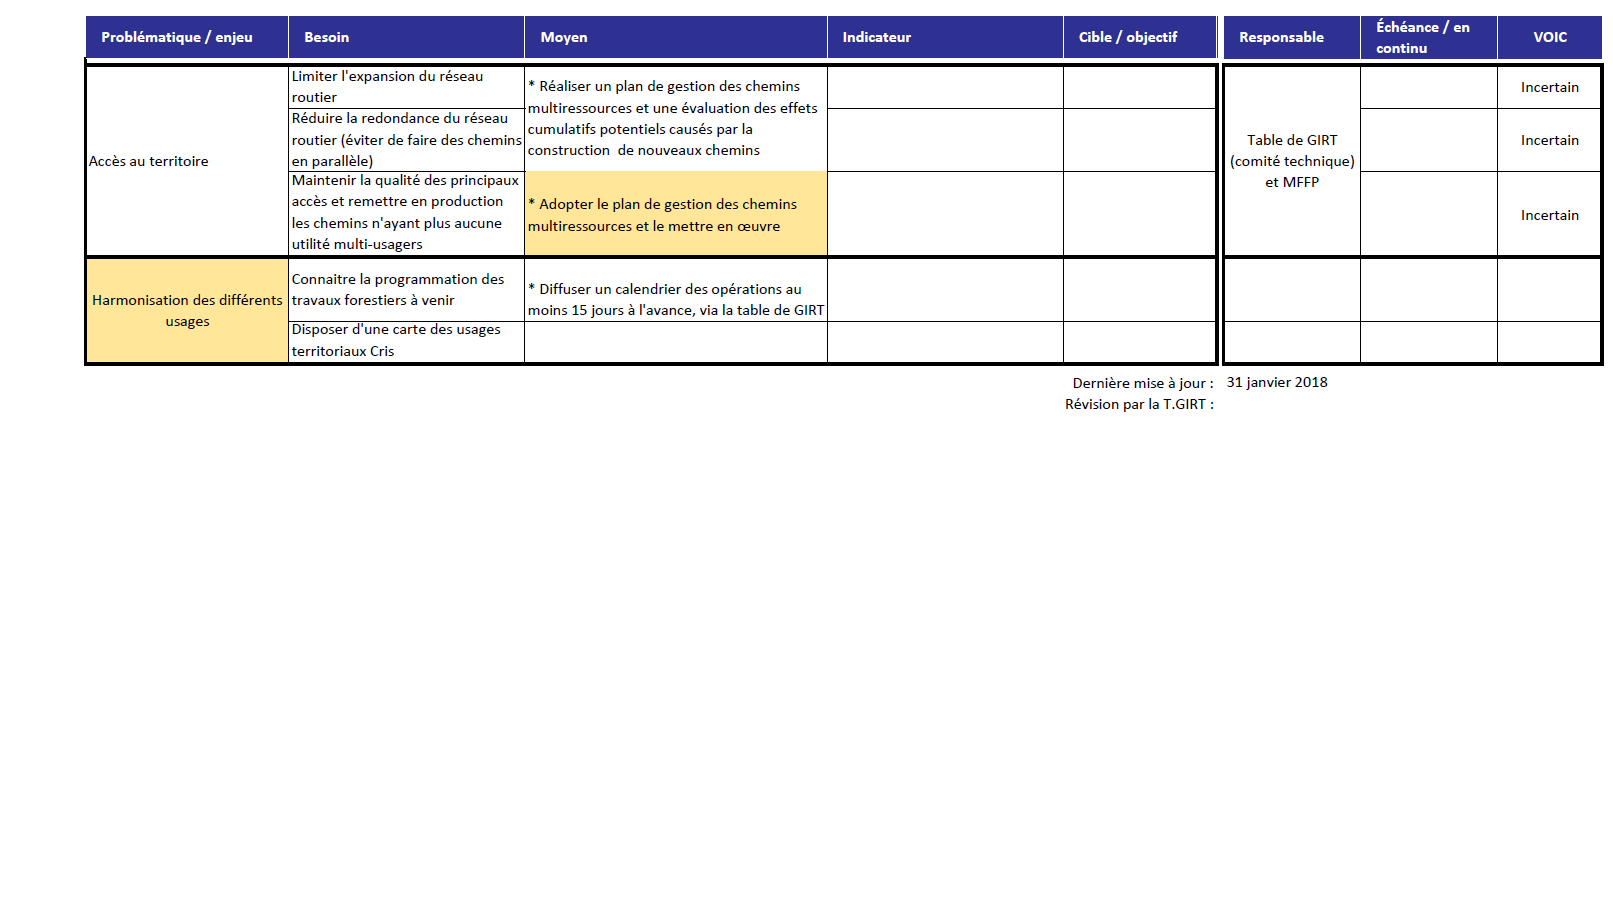 Problématique / enjeu
Besoin
Moyen
Indicateur
Cible / objectif
Responsable
Échéance / en
continu
VOIC
Accès au territoire
Limiter l'expansion du réseau
routier
Réduire la redondance du réseau
routier (éviter de faire des chemins
en parallèle)
Maintenir la qualité des principaux
accès et remettre en production
les chemins n'ayant plus aucune
utilité multi-usagers
* Réaliser un plan de gestion des chemins
multiressources et une évaluation des effets
cumulatifs potentiels causés par la
construction  de nouveaux chemins
* Adopter le plan de gestion des chemins
multiressources et le mettre en œuvre
Table de GIRT
(comité technique)
et MFFP
Incertain
Incertain
Incertain
Harmonisation des différents
usages
Connaitre la programmation des
travaux forestiers à venir
* Diffuser un calendrier des opérations au
moins 15 jours à l'avance, via la table de GIRT
Disposer d'une carte des usages
territoriaux Cris
Dernière mise à jour : 31 janvier 2018
Révision par la T.GIRT :